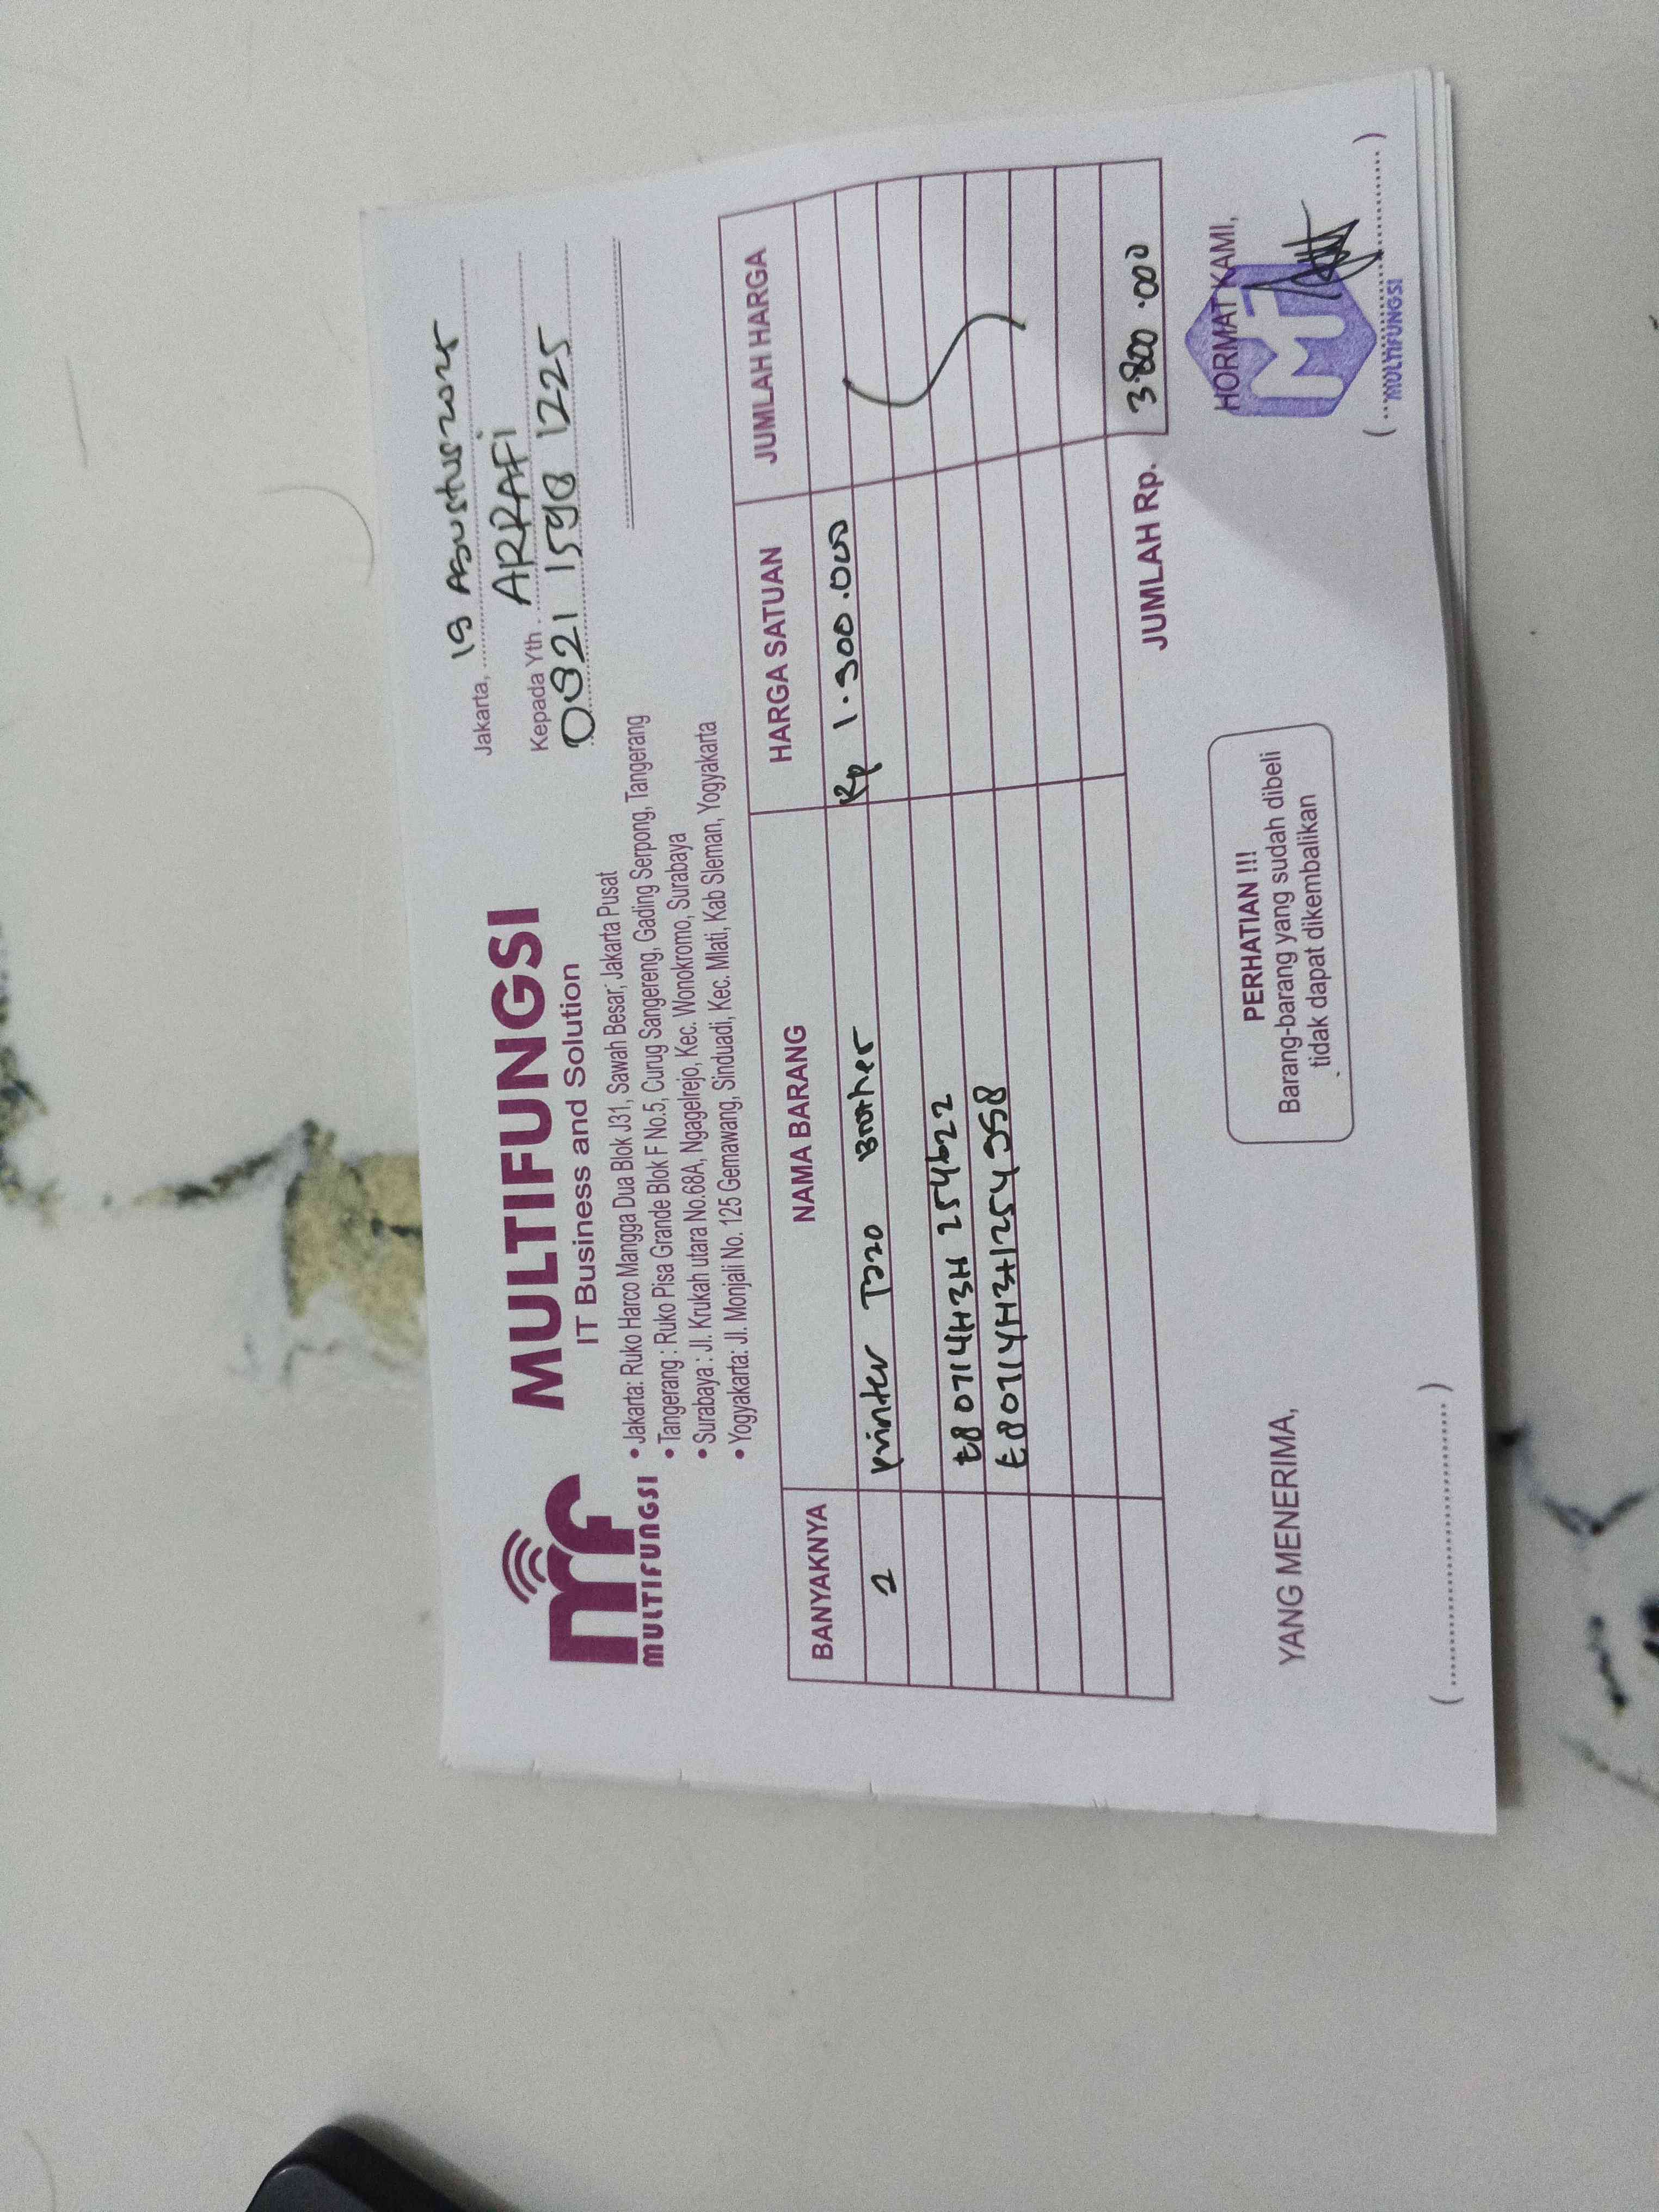 MULTIFUNGSI
MULTIFUNGSI
IT Business and Solution
• Jakarta: Ruko Harco Mangga Dua Blok J31, Sawah Besar, Jakarta Pusat
• Tangerang : Ruko Pisa Grande Blok F No.5, Curug Sangereng, Gading Serpong, Tangerang
• Surabaya : Jl. Krukah utara No.68A, Ngagelrejo, Kec. Wonokromo, Surabaya
• Yogyakarta: Jl. Monjali No. 125 Gemawang, Sinduadi, Kec. Mlati, Kab Sleman, Yogyakarta
Jakarta, 19 Agustus
Kepada Yth. ARRAFI
0821 1598 1225
BANYAKNYA NAMA BARANG HARGA SATUAN JUMLAH HARGA
2 Printer T220 Brother Rp 1.900.000
E80714H3H254622
JUMLAH Rp. 3.800.000
YANG MENERIMA,
PERHATIAN !!!
Barang-barang yang sudah dibeli
tidak dapat dikembalikan
HORMAT KAMI,
MULTIFUNGSI